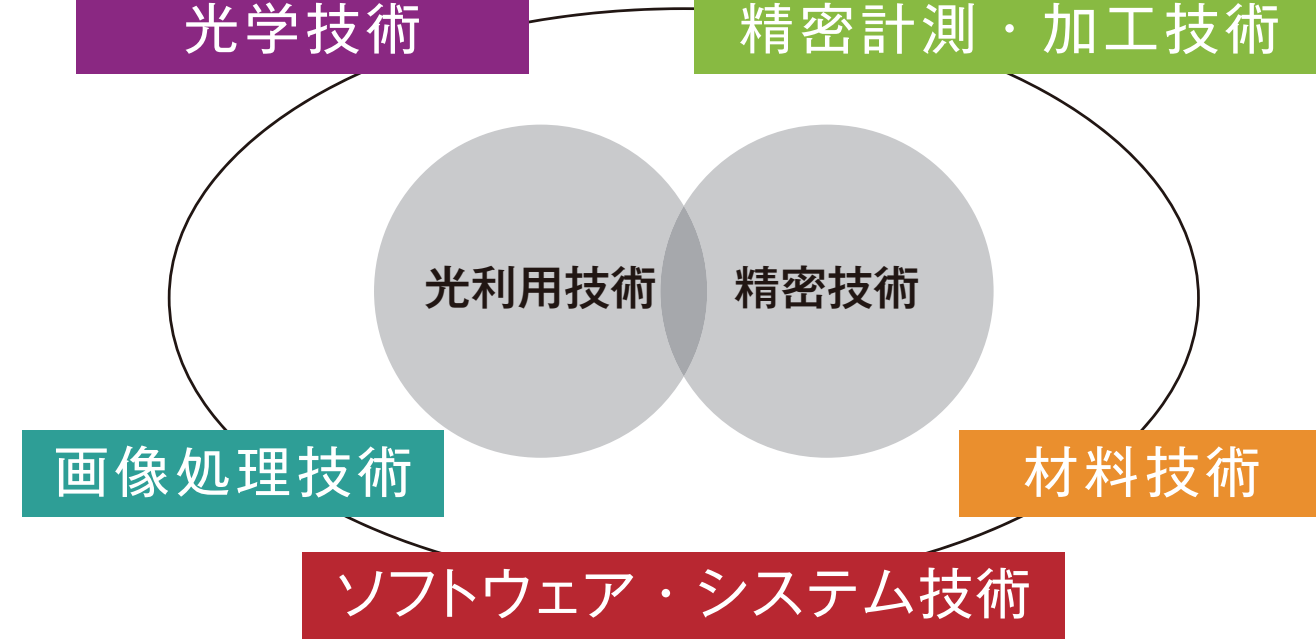 光学技術
精密計測・加工技術
光利用技術
精密技術
画像処理技術
材料技術
ソフトウェア・システム技術